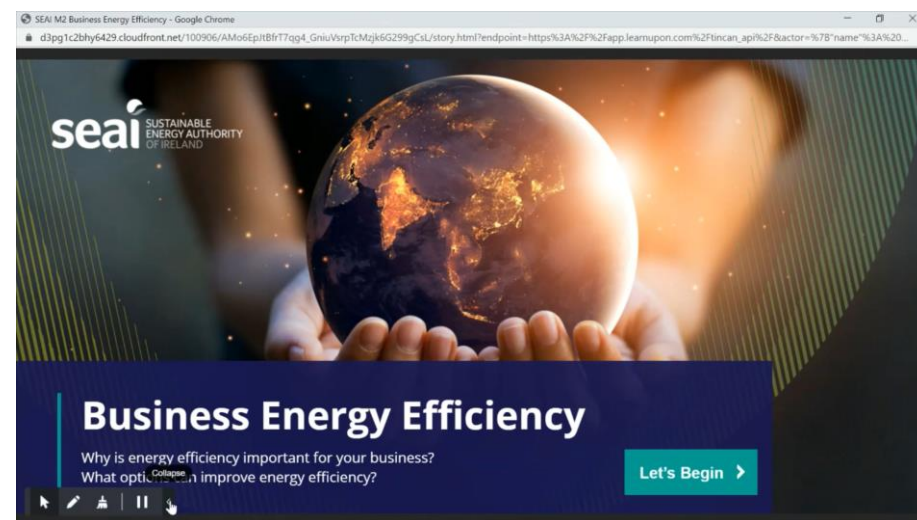 SEAI M2 Business Energy Efficiency - Google Chrome
d3pg1c2bhy6429.cloudfront.net/100906/AMo6EpJtBfrT7qg4_GniuVsrpTcMzjk6G299gCsL/story.html?endpoint=https%3A%2F%2Fapp.learnupon.com%2Ftincan_api%2F&actor=%7B"name"%3A%20...
seai SUSTAINABLE
ENERGY AUTHORITY
OF IRELAND
Business Energy Efficiency
Why is energy efficiency important for your business?
What improve energy efficiency?
Collapse
Let's Begin